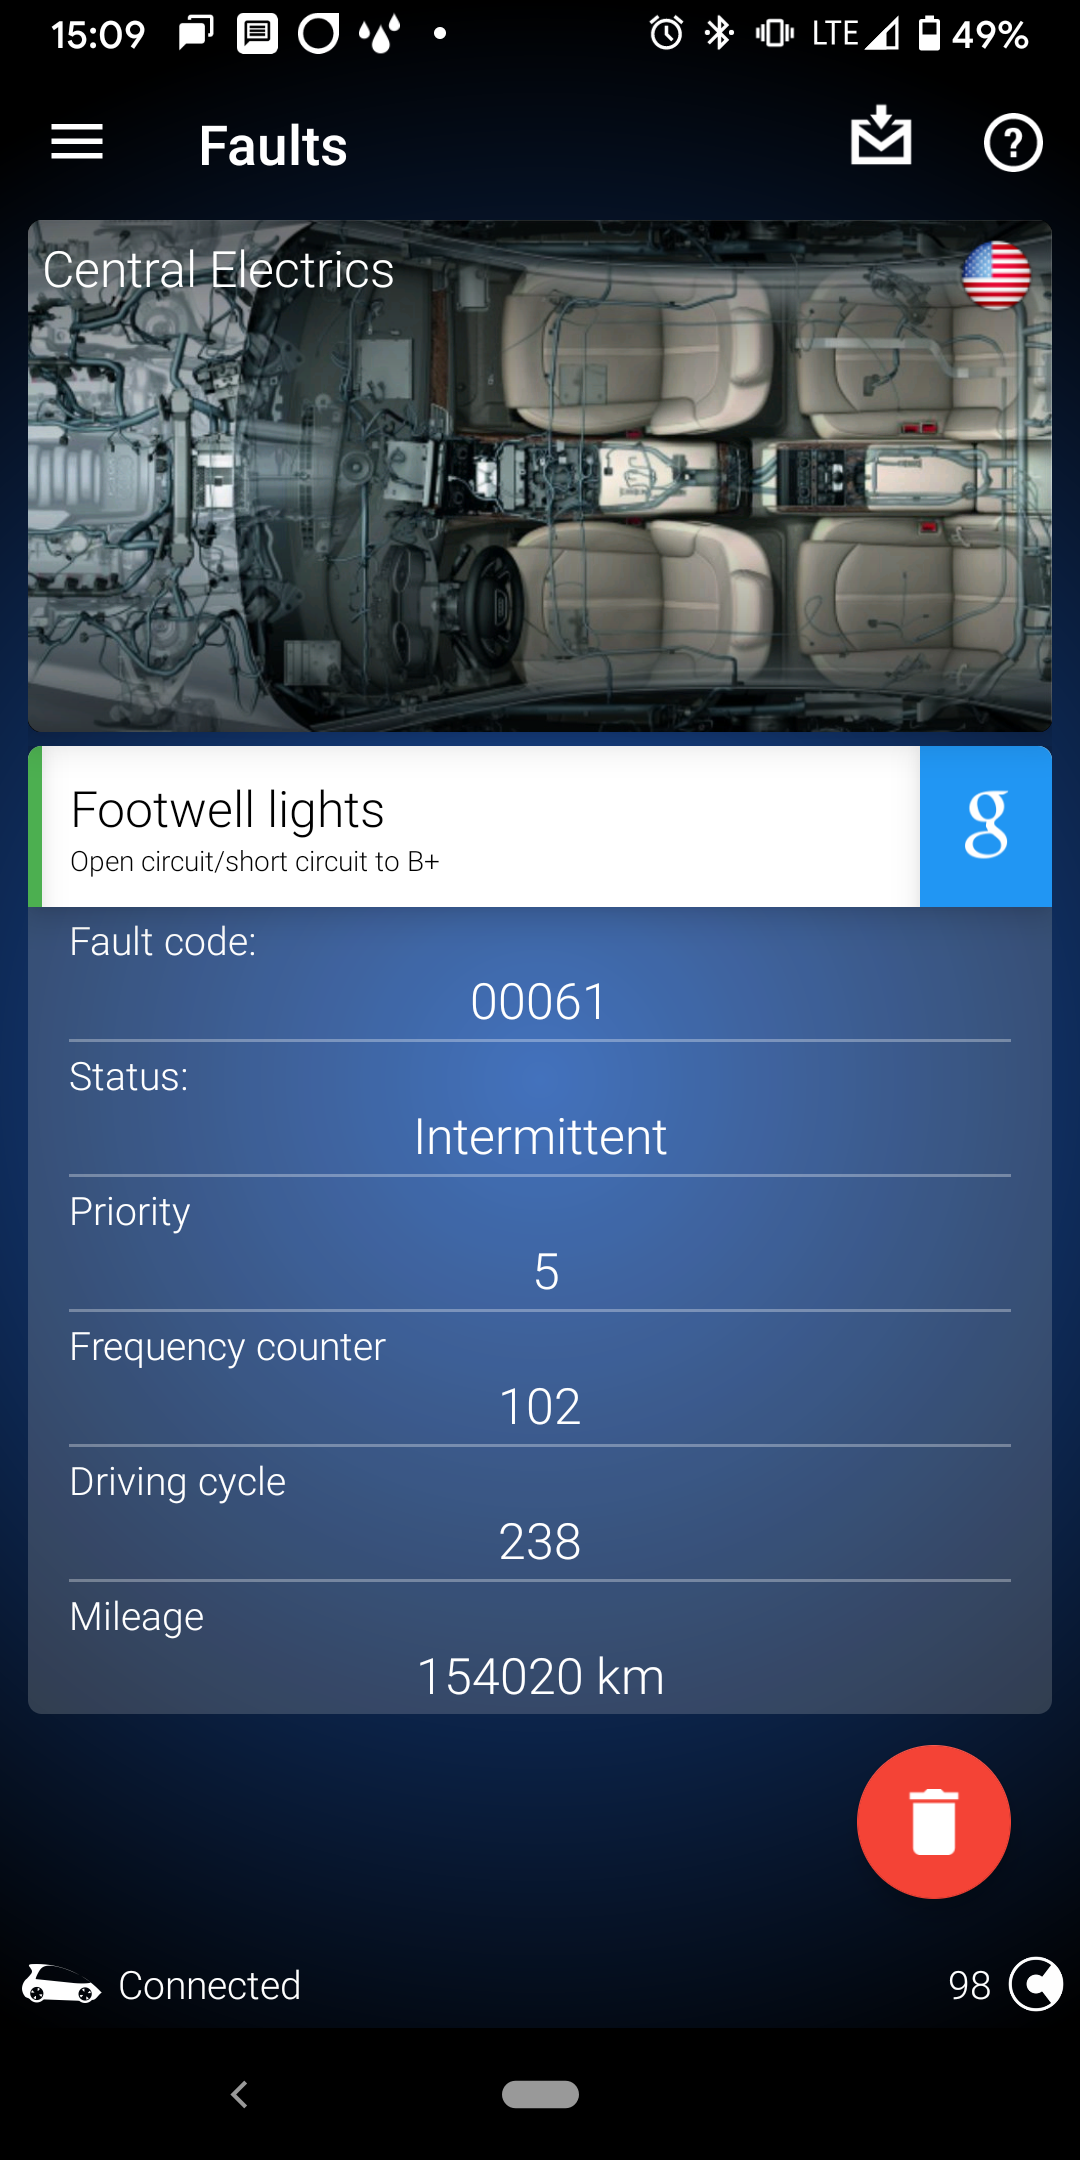 15:09 LTE 49%
Faults
Central Electrics
Footwell lights
Open circuit/short circuit to B+
g
Fault code:
00061
Status:
Intermittent
Priority
5
Frequency counter
102
Driving cycle
238
Mileage
154020 km
Connected 98